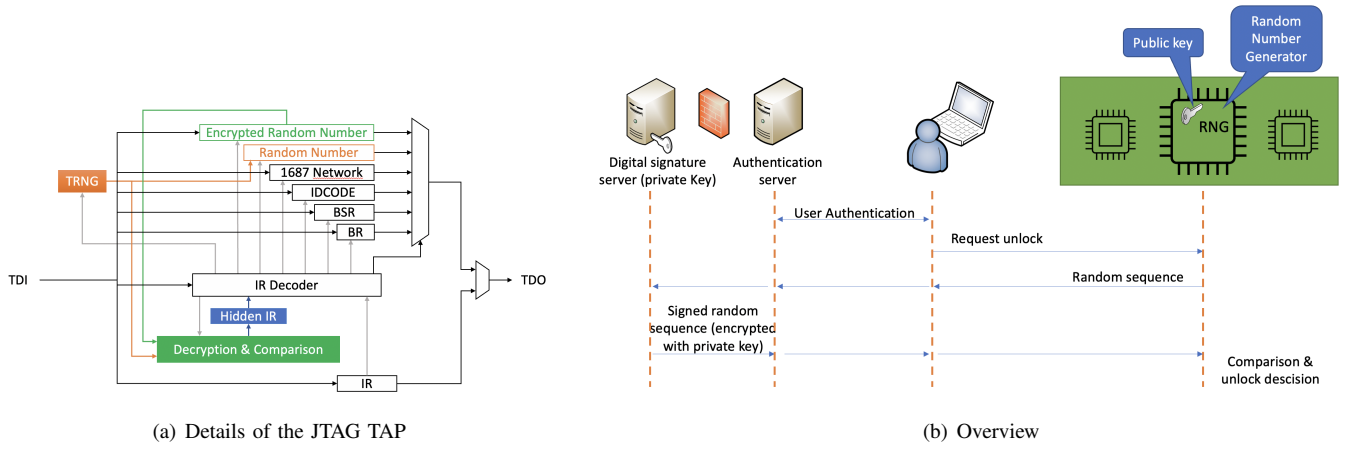 Encrypted Random Number
Random Number
TRNG
1687 Network
IDCODE
BSR
BR
TDI
IR Decoder
TDO
Hidden IR
Decryption & Comparison
IR
(a) Details of the JTAG TAP
Public key
Random
Number
Generator
RNG
Digital signature
server (private Key)
Authentication
server
User Authentication
Request unlock
Random sequence
Signed random
sequence (encrypted
with private key)
Comparison &
unlock descision
(b) Overview